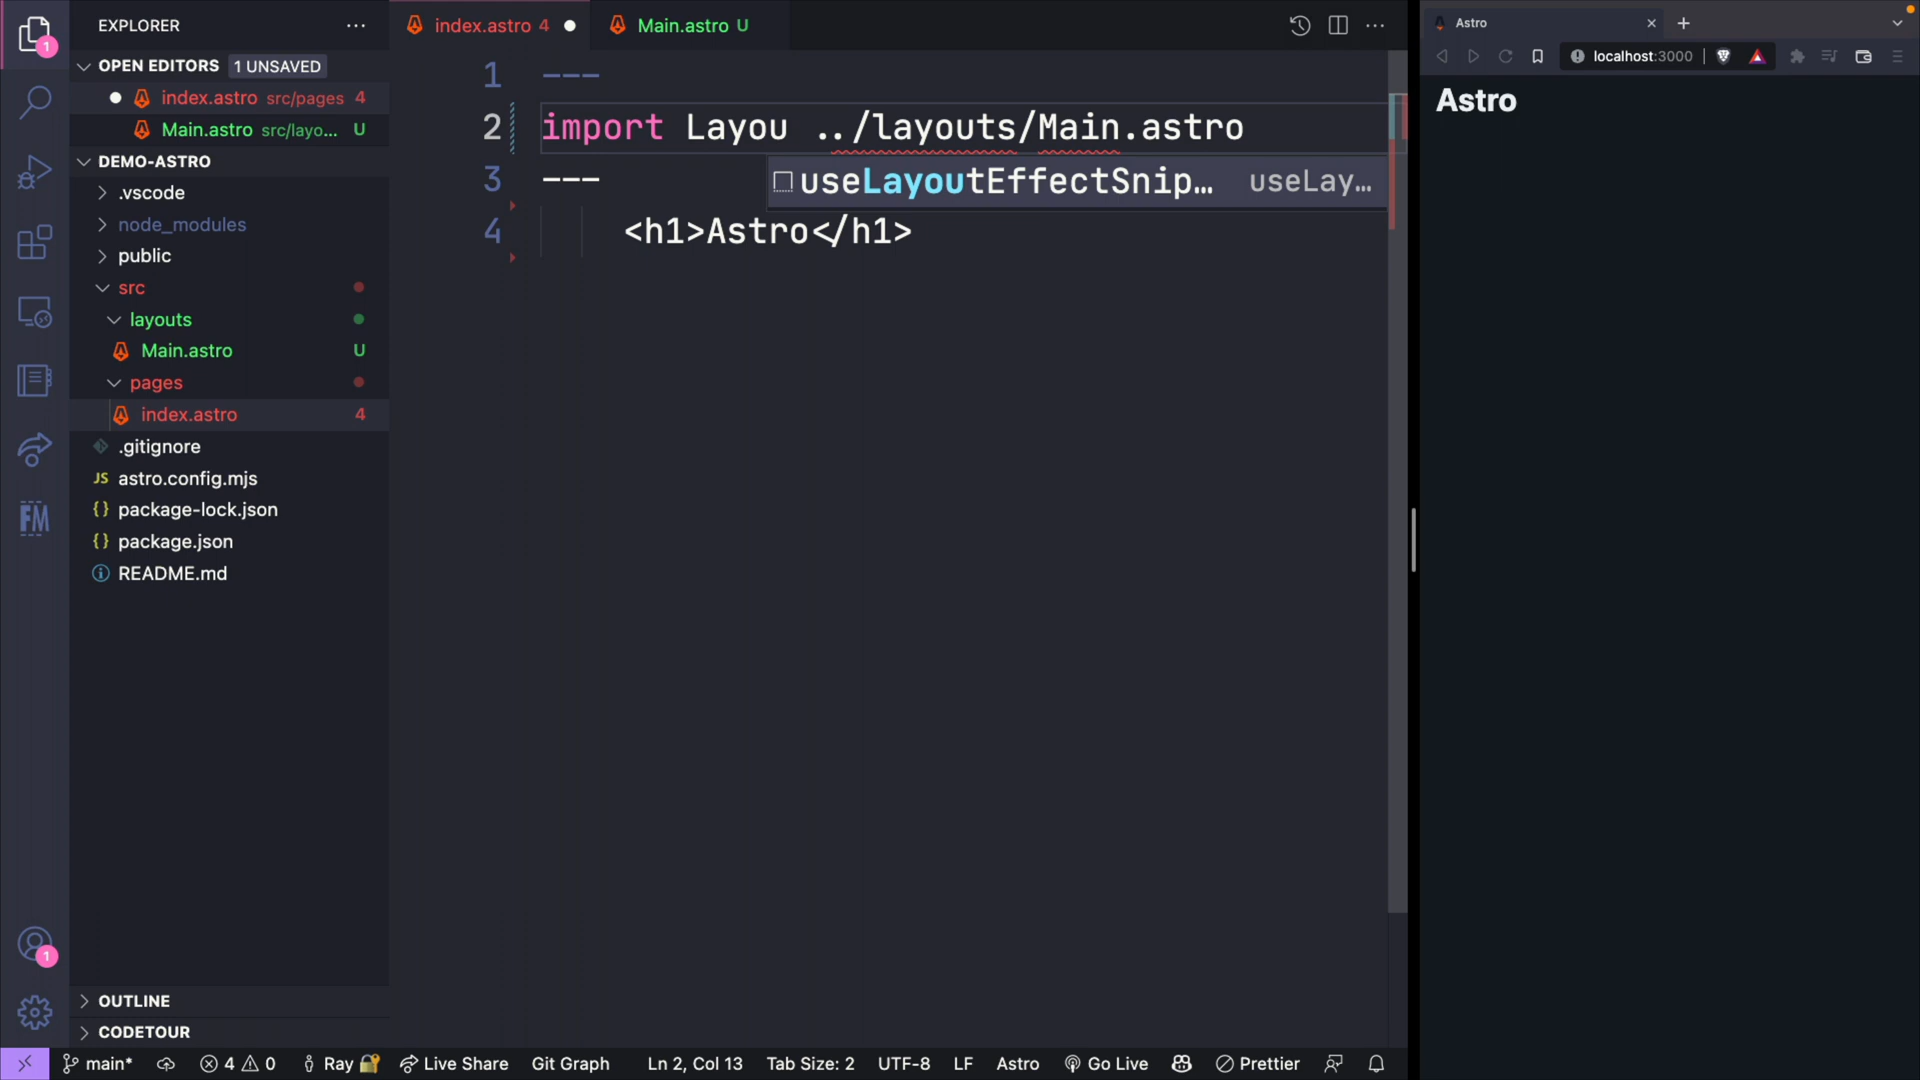 EXPLORER
OPEN EDITORS 1 UNSAVED
index.astro src/pages 4
Main.astro src/layo... U
DEMO-ASTRO
.vscode
node_modules
public
src
layouts
Main.astro U
pages
index.astro 4
.gitignore
JS astro.config.mjs
{} package-lock.json
{} package.json
README.md
OUTLINE
CODETOUR
1
1
FM
index.astro 4
Main.astro U
1 ---
2 import Layou ../layouts/Main.astro
useLayoutEffectSnip… useLay…
3 ---
4 <h1>Astro</h1>
Astro
localhost:3000
Astro
main* 4 0 Ray Live Share Git Graph Ln 2, Col 13 Tab Size: 2 UTF-8 LF Astro Go Live Prettier